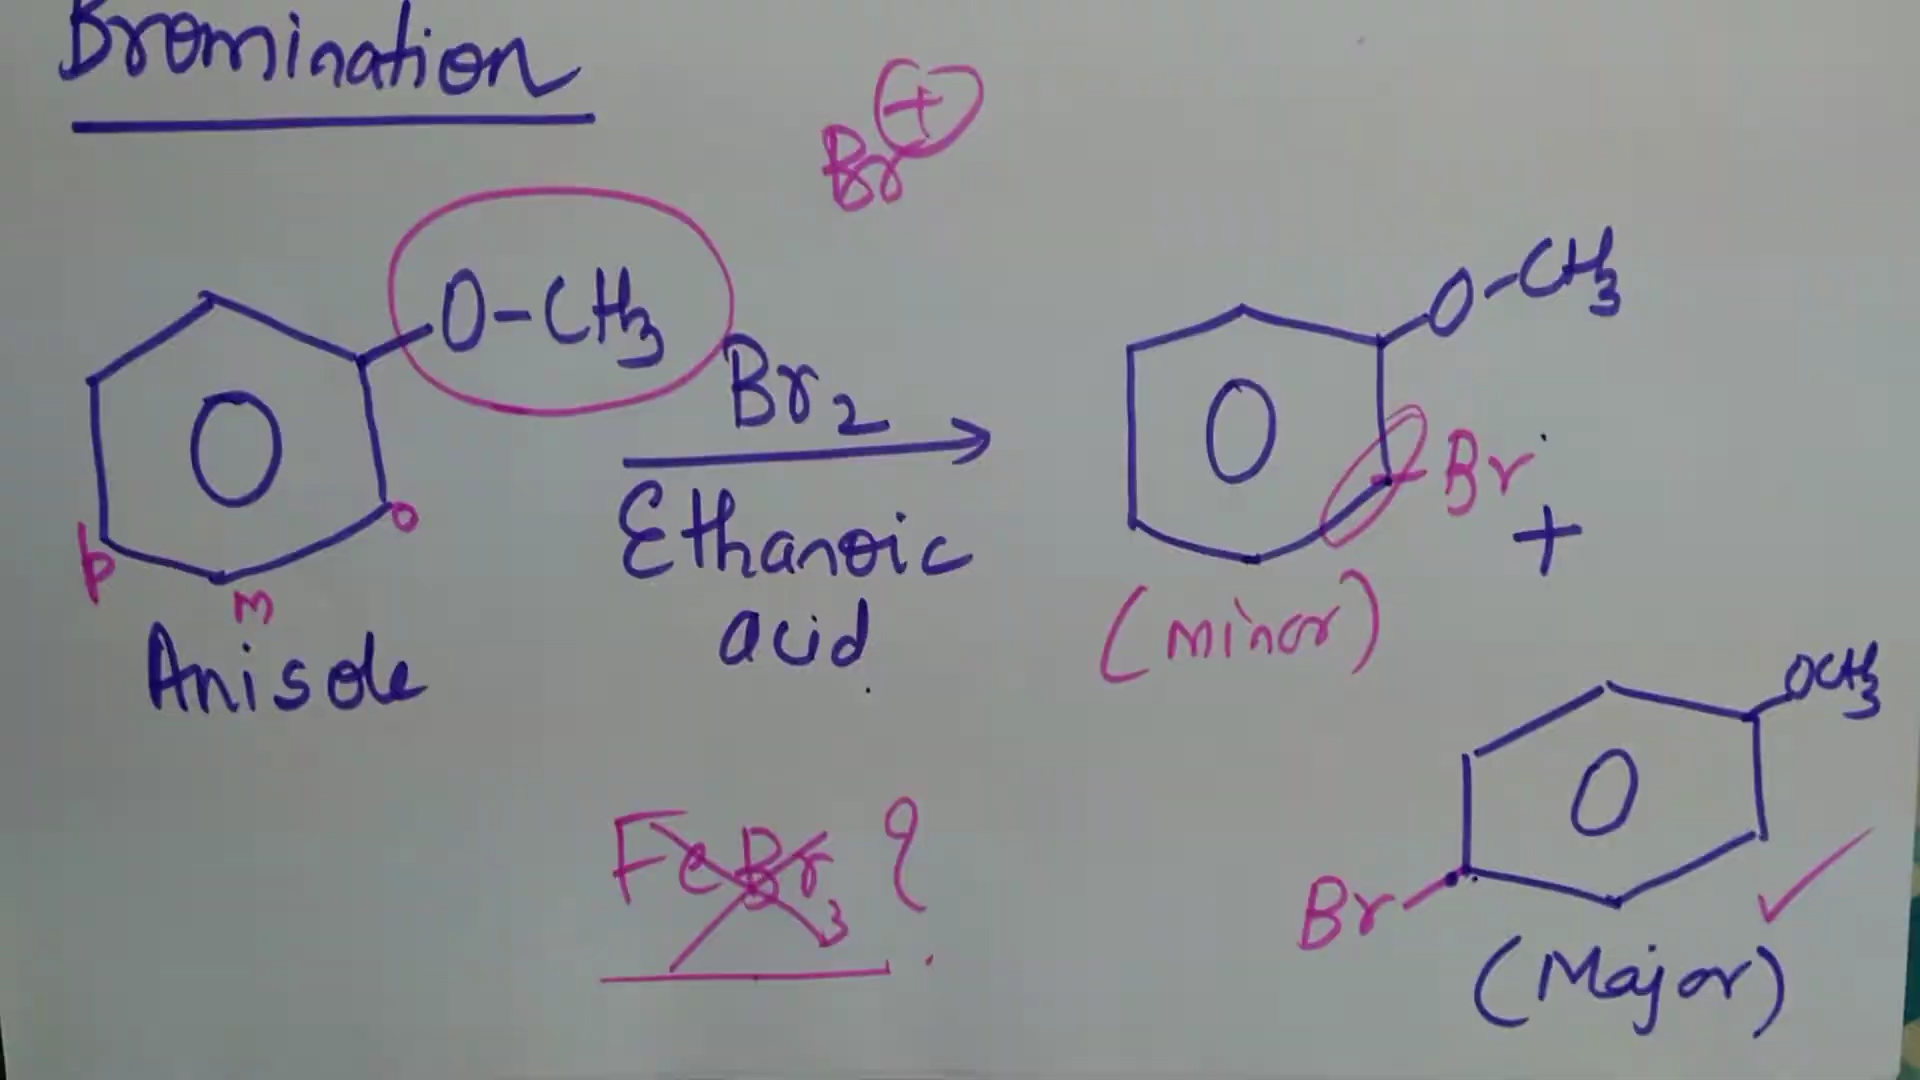 Bromination
Br⊕
O-CH3
O-CH3
Br2
Ethanoic
acid
Br
+
o
p
m
Anisole
(minor)
OCH3
FeBr3 ?
Br
(Major)